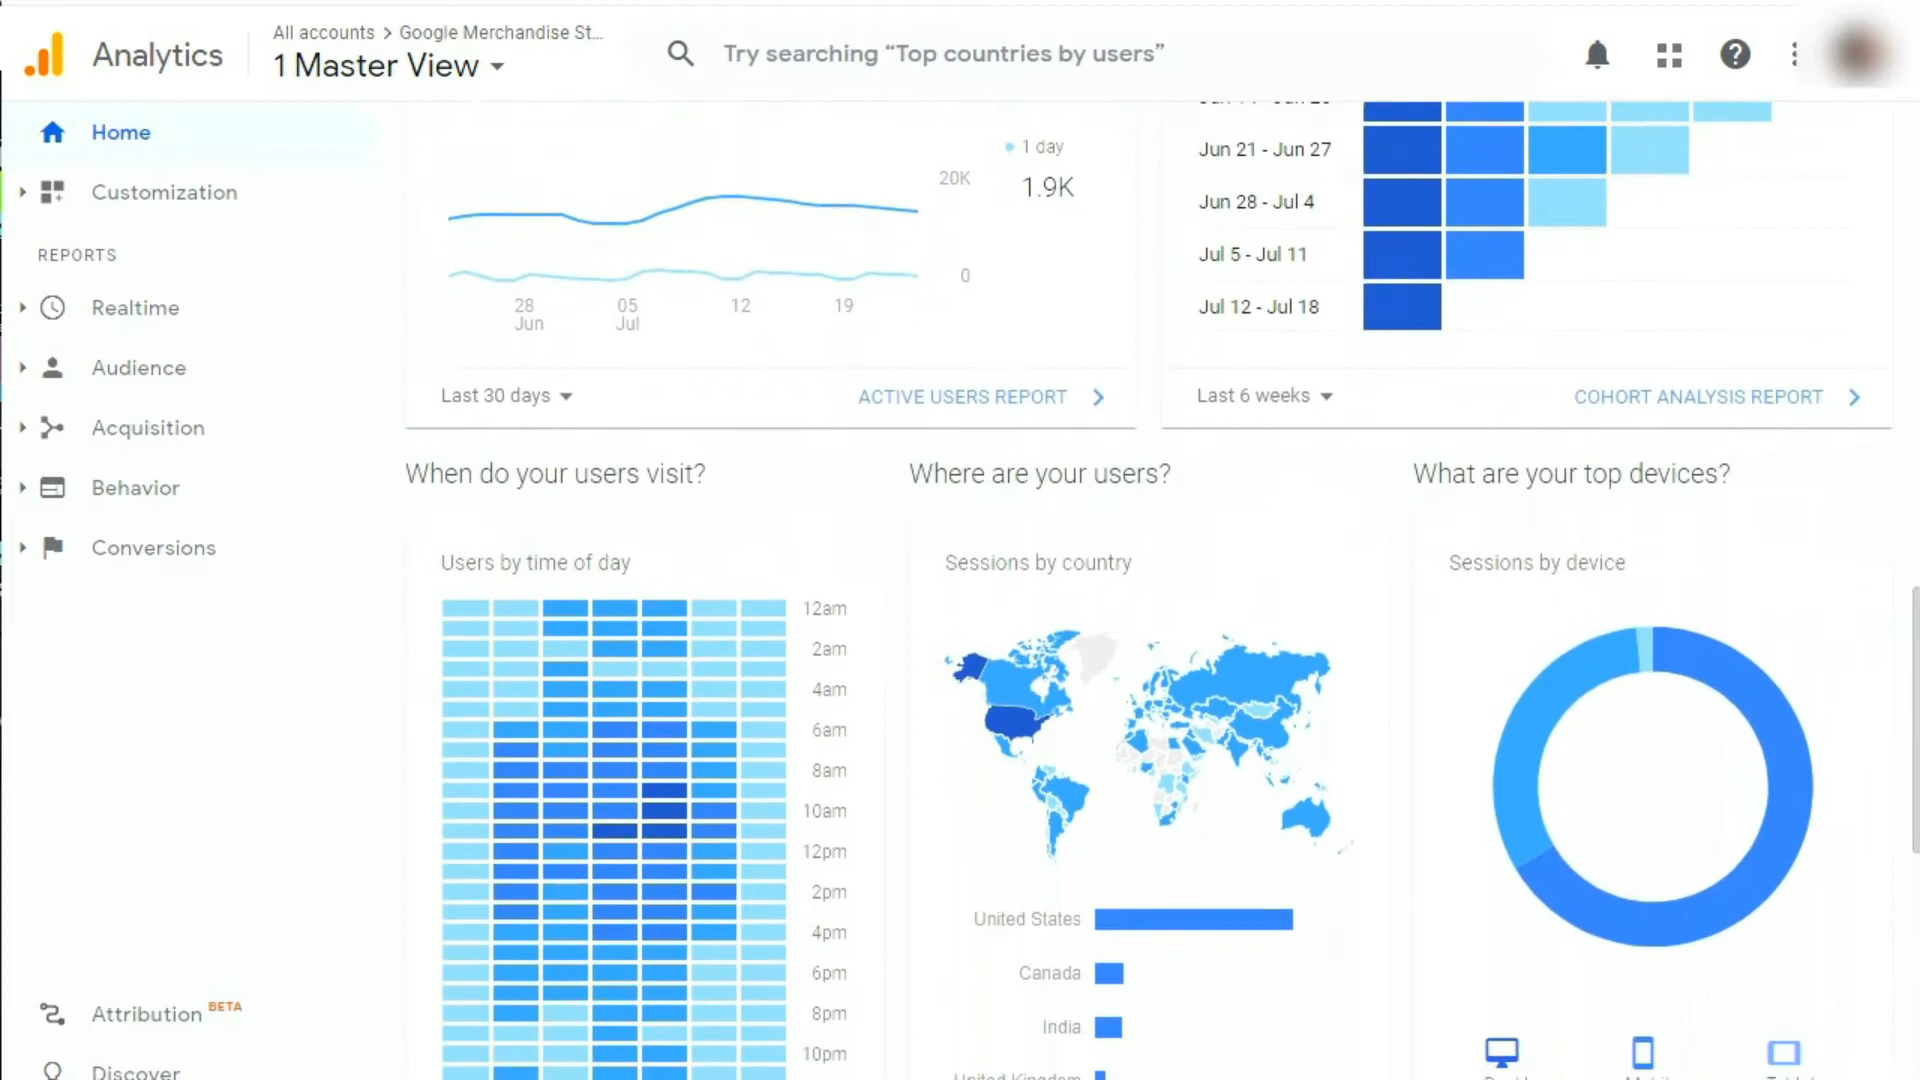 Analytics
All accounts > Google Merchandise St...
1 Master View
Try searching “Top countries by users”
Home
Customization
REPORTS
Realtime
Audience
Acquisition
Behavior
Conversions
Attribution BETA
Discover
1 day
1.9K
20K
0
28 Jun
05 Jul
12
19
Last 30 days
ACTIVE USERS REPORT
Jun 21 - Jun 27
Jun 28 - Jul 4
Jul 5 - Jul 11
Jul 12 - Jul 18
Last 6 weeks
COHORT ANALYSIS REPORT
When do your users visit?
Users by time of day
12am
2am
4am
6am
8am
10am
12pm
2pm
4pm
6pm
8pm
10pm
Where are your users?
Sessions by country
United States
Canada
India
United Kingdom
What are your top devices?
Sessions by device